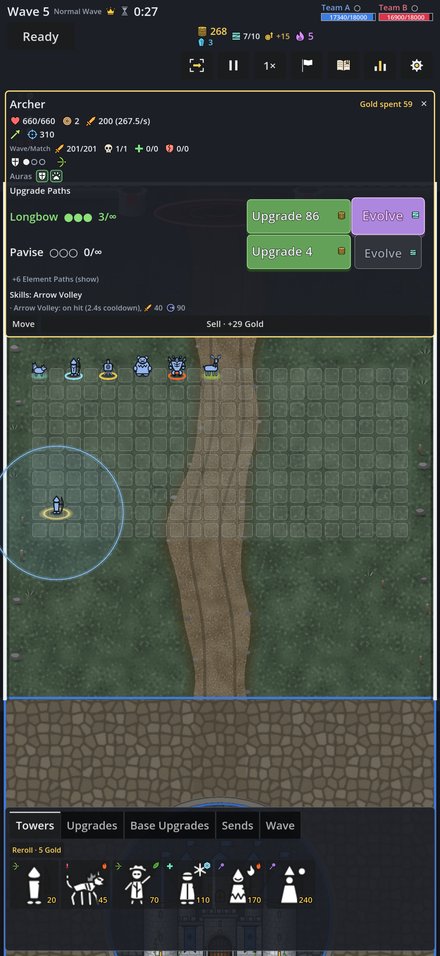 Wave 5 Normal Wave 0:27
Team A Team B
17340/18000 16900/18000
Ready
268 7/10 +15 5
3
1×
Archer Gold spent 59 ×
660/660 2 200 (267.5/s)
310
Wave/Match 201/201 1/1 0/0 0/0
Auras
Upgrade Paths
Longbow 3/∞ Upgrade 86 Evolve
Pavise 0/∞ Upgrade 4 Evolve
+6 Element Paths (show)
Skills: Arrow Volley
· Arrow Volley: on hit (2.4s cooldown), 40 90
Move Sell · +29 Gold
Towers Upgrades Base Upgrades Sends Wave
Reroll · 5 Gold
20 45 70 110 170 240